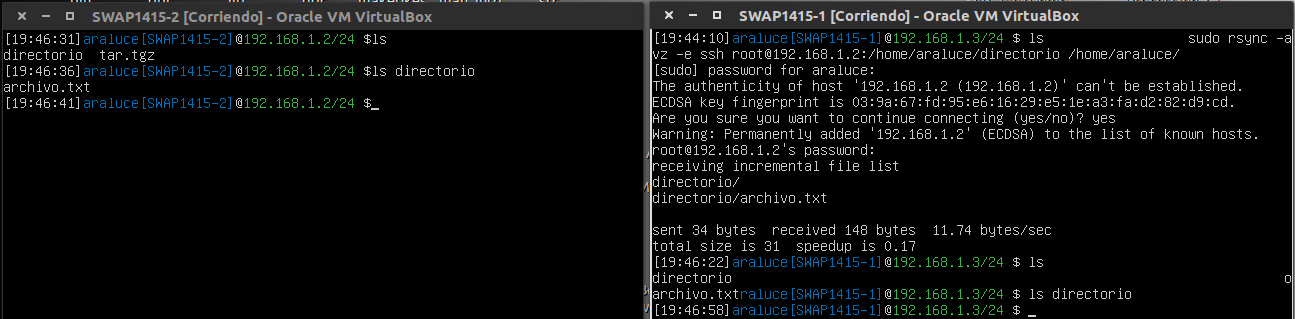 SWAP1415-2 [Corriendo] - Oracle VM VirtualBox
[19:46:31]araluce[SWAP1415-2]@192.168.1.2/24 $ls
directorio  tar.tgz
[19:46:36]araluce[SWAP1415-2]@192.168.1.2/24 $ls directorio
archivo.txt
[19:46:41]araluce[SWAP1415-2]@192.168.1.2/24 $_
SWAP1415-1 [Corriendo] - Oracle VM VirtualBox
[19:44:10]araluce[SWAP1415-1]@192.168.1.3/24 $ ls                  sudo rsync -a
vz -e ssh root@192.168.1.2:/home/araluce/directorio /home/araluce/
[sudo] password for araluce:
The authenticity of host '192.168.1.2 (192.168.1.2)' can't be established.
ECDSA key fingerprint is 03:9a:67:fd:95:e6:16:29:e5:1e:a3:fa:d2:82:d9:cd.
Are you sure you want to continue connecting (yes/no)? yes
Warning: Permanently added '192.168.1.2' (ECDSA) to the list of known hosts.
root@192.168.1.2's password:
receiving incremental file list
directorio/
directorio/archivo.txt
sent 34 bytes  received 148 bytes  11.74 bytes/sec
total size is 31  speedup is 0.17
[19:46:22]araluce[SWAP1415-1]@192.168.1.3/24 $ ls
directorio                                                                     o
archivo.txtraluce[SWAP1415-1]@192.168.1.3/24 $ ls directorio
[19:46:58]araluce[SWAP1415-1]@192.168.1.3/24 $ _